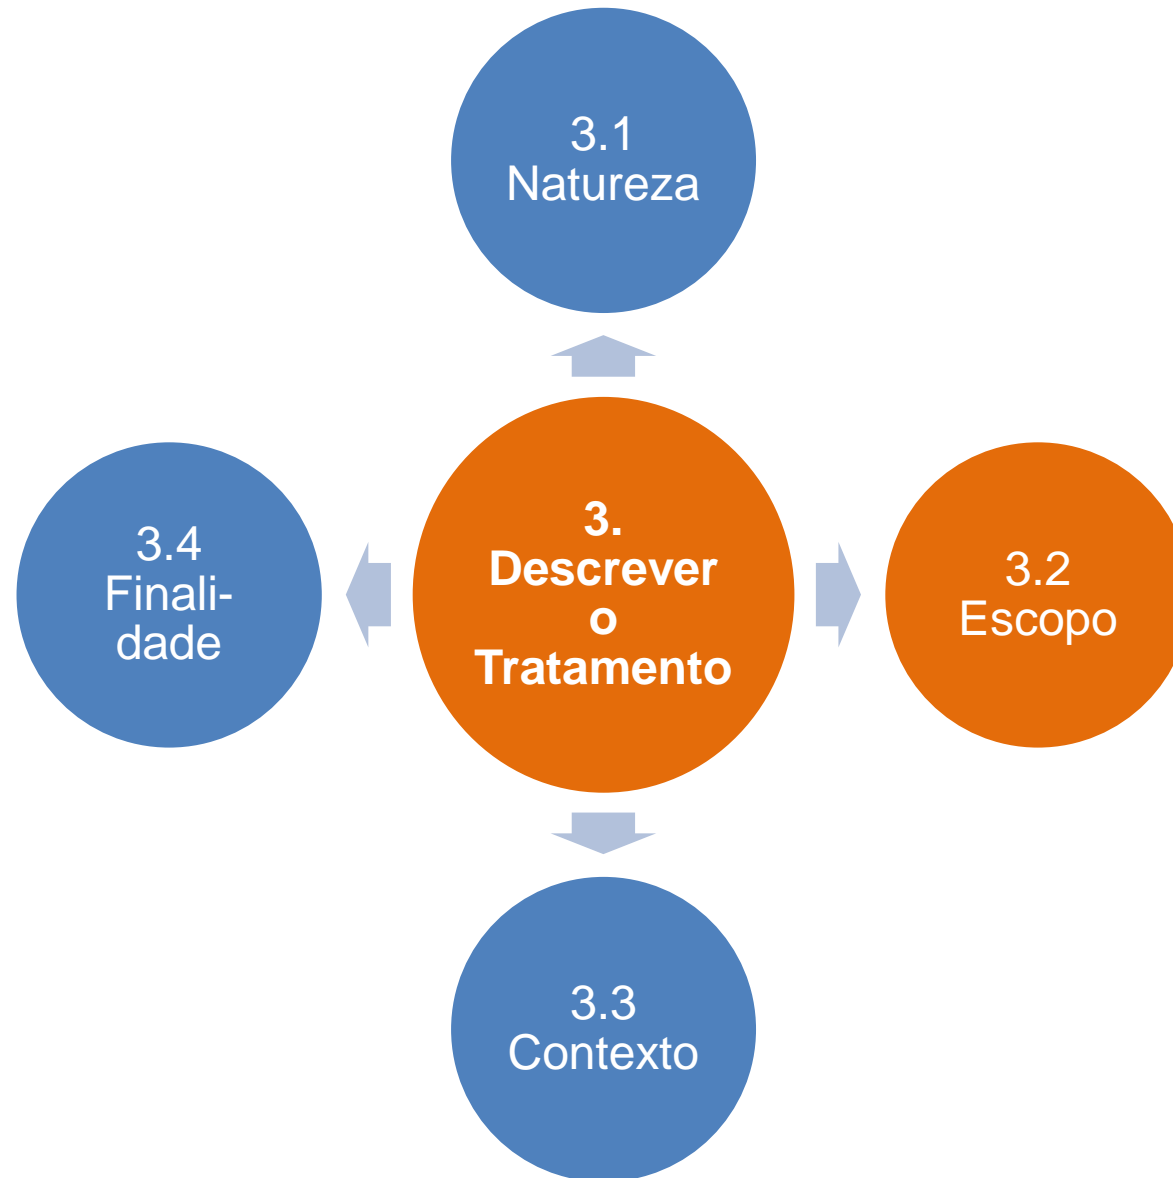 3.1
Natureza
3.4
Finali-
dade
3.
Descrever
o
Tratamento
3.2
Escopo
3.3
Contexto